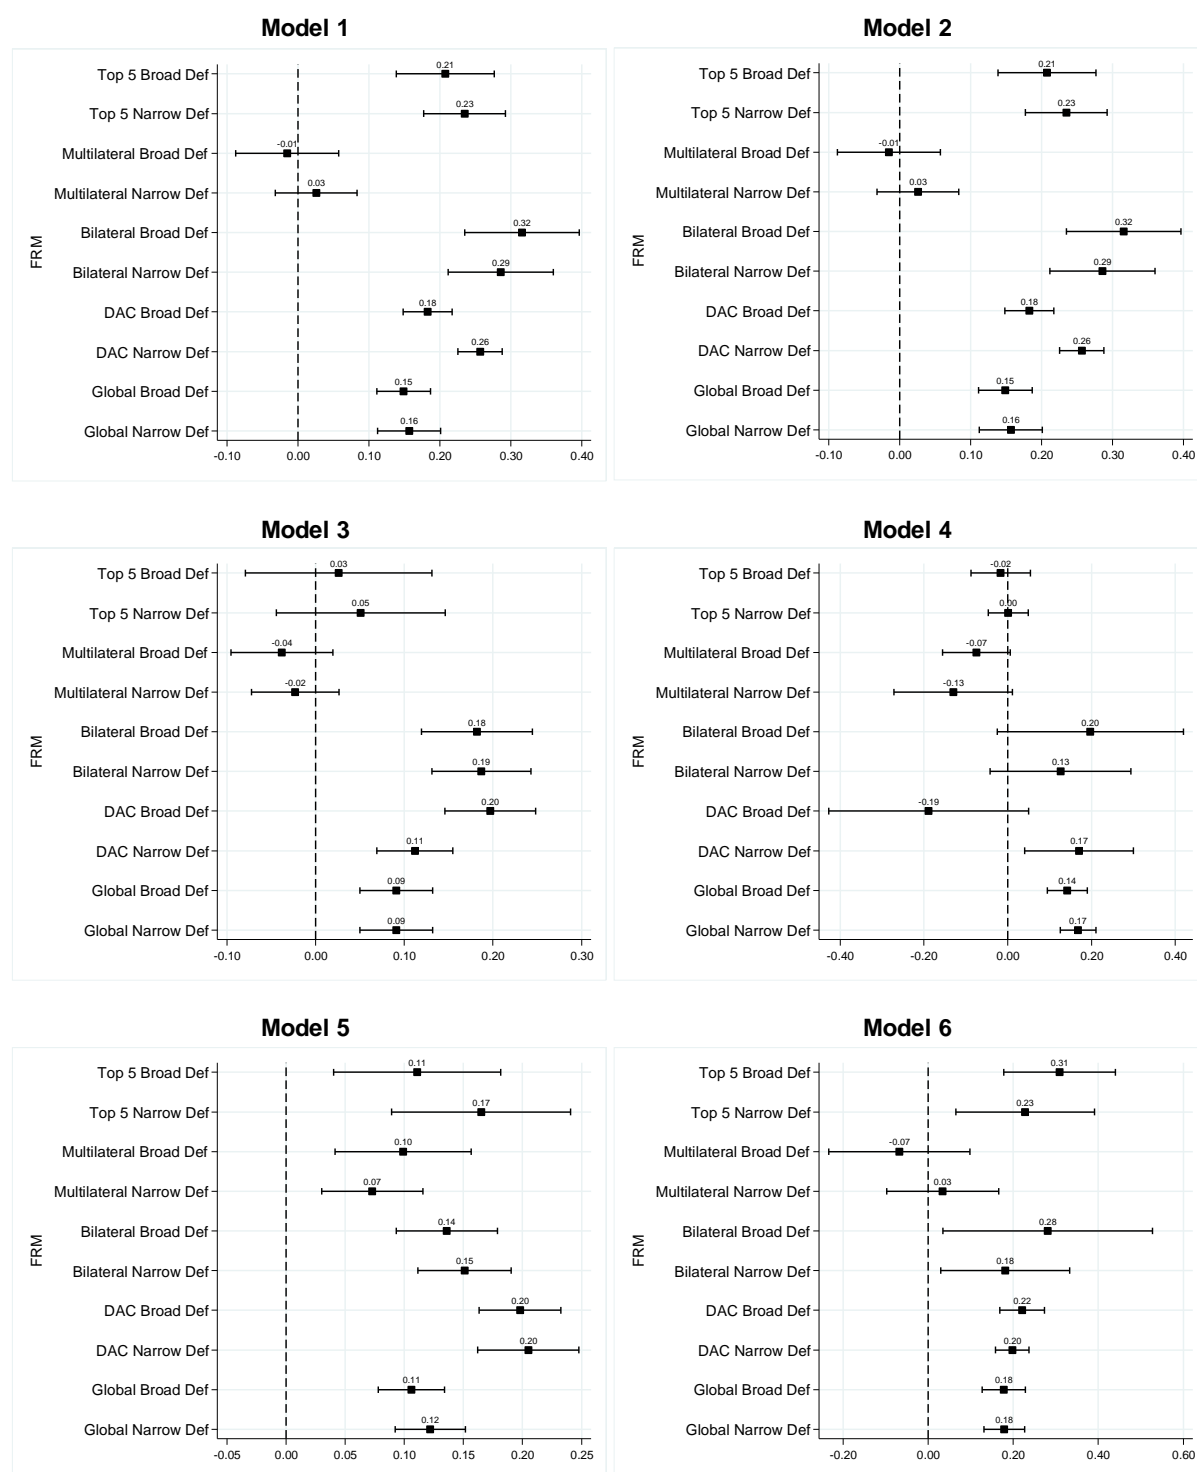 Model 1
Top 5 Broad Def
0.21
Top 5 Narrow Def
0.23
Multilateral Broad Def
-0.01
Multilateral Narrow Def
0.03
Bilateral Broad Def
0.32
Bilateral Narrow Def
0.29
DAC Broad Def
0.18
DAC Narrow Def
0.26
Global Broad Def
0.15
Global Narrow Def
0.16
FRM
-0.10 0.00 0.10 0.20 0.30 0.40
Model 2
Top 5 Broad Def
0.21
Top 5 Narrow Def
0.23
Multilateral Broad Def
-0.01
Multilateral Narrow Def
0.03
Bilateral Broad Def
0.32
Bilateral Narrow Def
0.29
DAC Broad Def
0.18
DAC Narrow Def
0.26
Global Broad Def
0.15
Global Narrow Def
0.16
FRM
-0.10 0.00 0.10 0.20 0.30 0.40
Model 3
Top 5 Broad Def
0.03
Top 5 Narrow Def
0.05
Multilateral Broad Def
-0.04
Multilateral Narrow Def
-0.02
Bilateral Broad Def
0.18
Bilateral Narrow Def
0.19
DAC Broad Def
0.20
DAC Narrow Def
0.11
Global Broad Def
0.09
Global Narrow Def
0.09
FRM
-0.10 0.00 0.10 0.20 0.30
Model 4
Top 5 Broad Def
-0.02
Top 5 Narrow Def
0.00
Multilateral Broad Def
-0.07
Multilateral Narrow Def
-0.13
Bilateral Broad Def
0.20
Bilateral Narrow Def
0.13
DAC Broad Def
-0.19
DAC Narrow Def
0.17
Global Broad Def
0.14
Global Narrow Def
0.17
FRM
-0.40 -0.20 0.00 0.20 0.40
Model 5
Top 5 Broad Def
0.11
Top 5 Narrow Def
0.17
Multilateral Broad Def
0.10
Multilateral Narrow Def
0.07
Bilateral Broad Def
0.14
Bilateral Narrow Def
0.15
DAC Broad Def
0.20
DAC Narrow Def
0.20
Global Broad Def
0.11
Global Narrow Def
0.12
FRM
-0.05 0.00 0.05 0.10 0.15 0.20 0.25
Model 6
Top 5 Broad Def
0.31
Top 5 Narrow Def
0.23
Multilateral Broad Def
-0.07
Multilateral Narrow Def
0.03
Bilateral Broad Def
0.28
Bilateral Narrow Def
0.18
DAC Broad Def
0.22
DAC Narrow Def
0.20
Global Broad Def
0.18
Global Narrow Def
0.18
FRM
-0.20 0.00 0.20 0.40 0.60